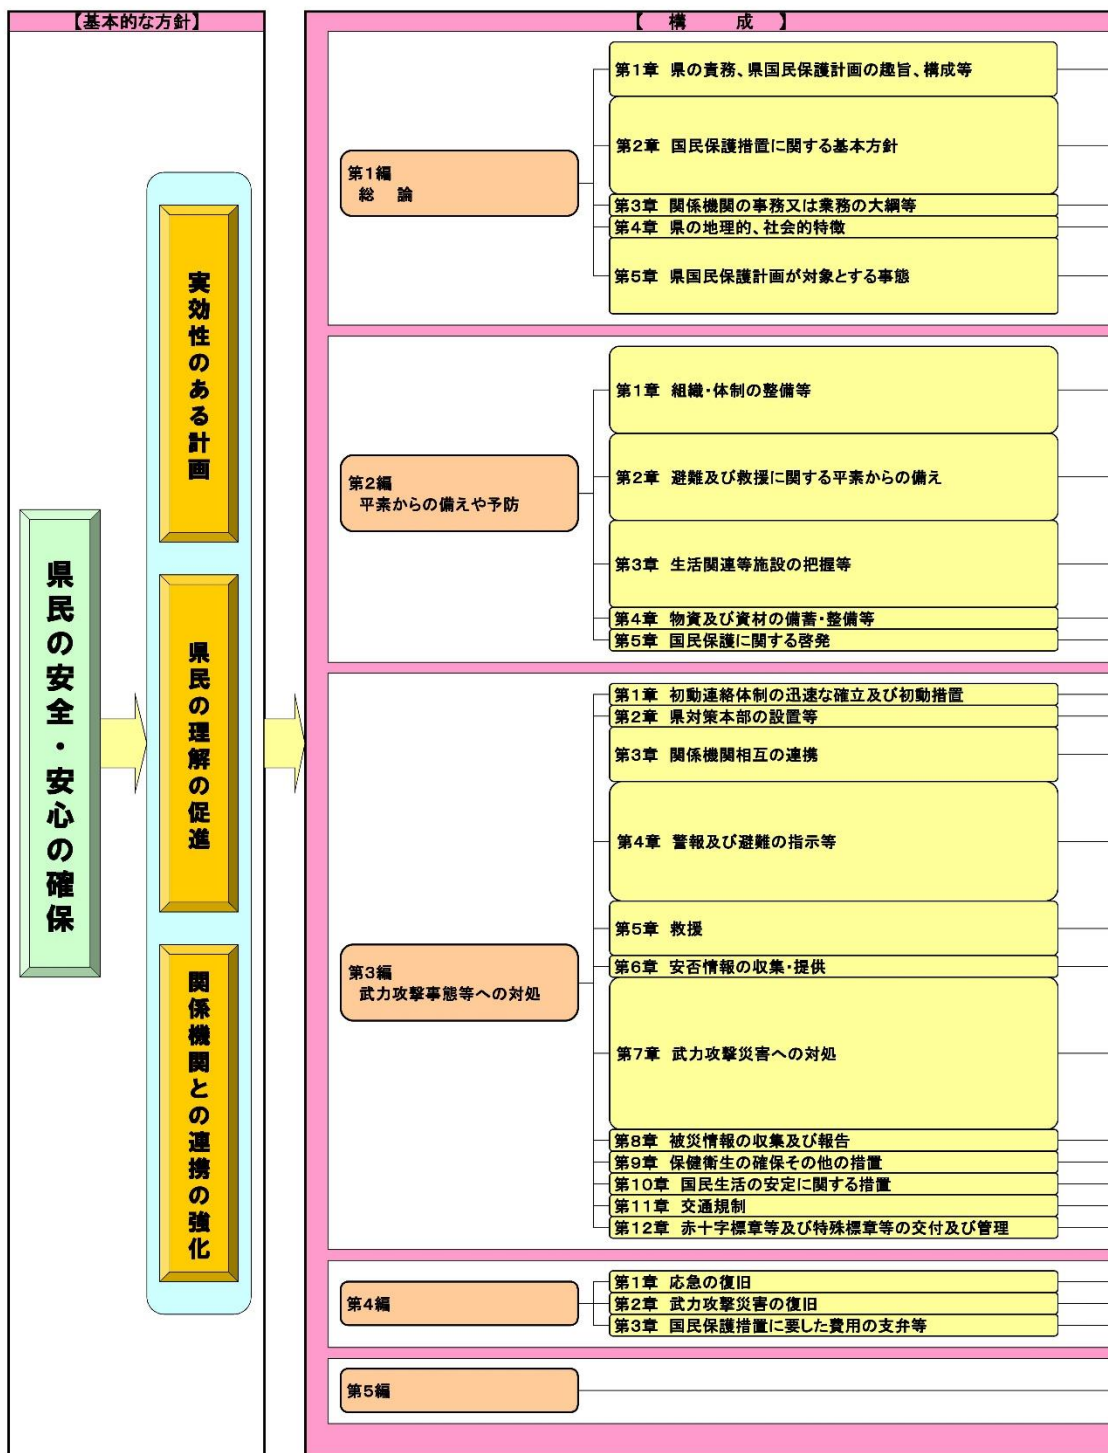 【基本的な方針】
県民の安全・安心の確保
実効性のある計画
県民の理解の促進
関係機関との連携の強化
【　構　　成　】
第1編
総　論
第1章 県の責務、県国民保護計画の趣旨、構成等
第2章 国民保護措置に関する基本方針
第3章 関係機関の事務又は業務の大綱等
第4章 県の地理的、社会的特徴
第5章 県国民保護計画が対象とする事態
第2編
平素からの備えや予防
第1章 組織・体制の整備等
第2章 避難及び救援に関する平素からの備え
第3章 生活関連等施設の把握等
第4章 物資及び資材の備蓄・整備等
第5章 国民保護に関する啓発
第3編
武力攻撃事態等への対処
第1章 初動連絡体制の迅速な確立及び初動措置
第2章 県対策本部の設置等
第3章 関係機関相互の連携
第4章 警報及び避難の指示等
第5章 救援
第6章 安否情報の収集・提供
第7章 武力攻撃災害への対処
第8章 被災情報の収集及び報告
第9章 保健衛生の確保その他の措置
第10章 国民生活の安定に関する措置
第11章 交通規制
第12章 赤十字標章等及び特殊標章等の交付及び管理
第4編
第1章 応急の復旧
第2章 武力攻撃災害の復旧
第3章 国民保護措置に要した費用の支弁等
第5編